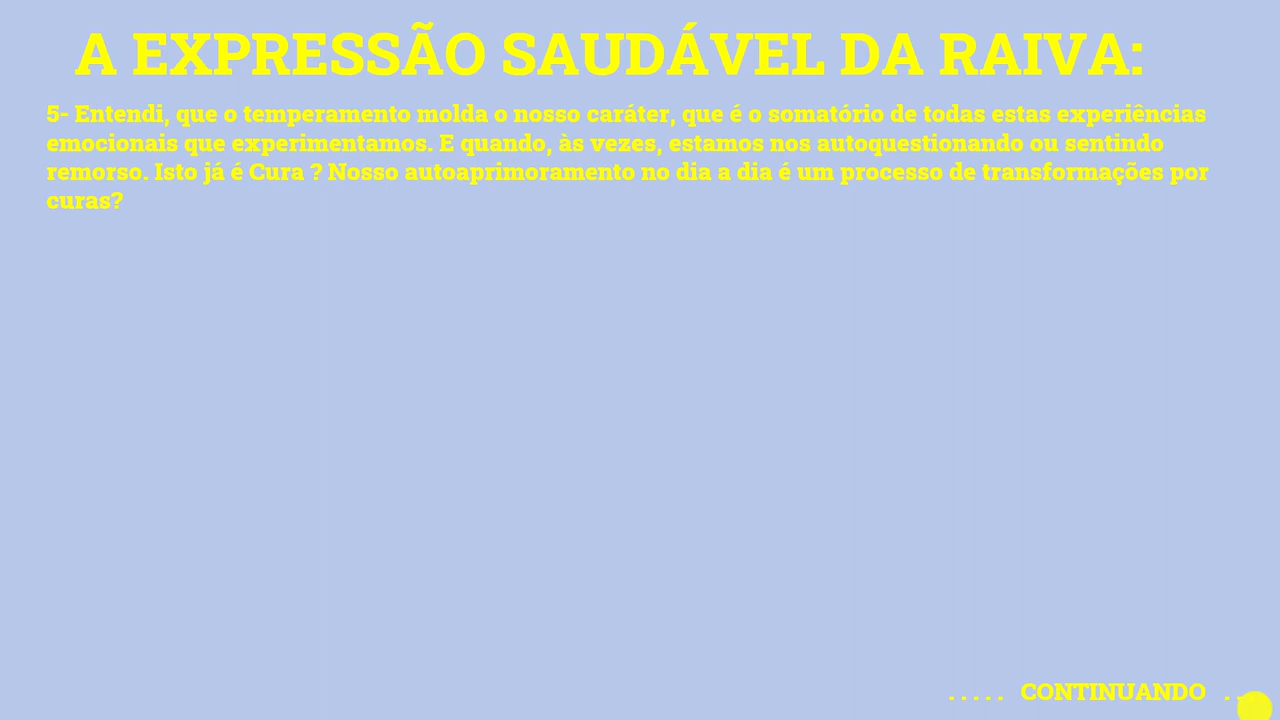 A EXPRESSÃO SAUDÁVEL DA RAIVA:
5- Entendi, que o temperamento molda o nosso caráter, que é o somatório de todas estas experiências
emocionais que experimentamos. E quando, às vezes, estamos nos autoquestionando ou sentindo
remorso. Isto já é Cura ? Nosso autoaprimoramento no dia a dia é um processo de transformações por
curas?
. . . . . CONTINUANDO . .